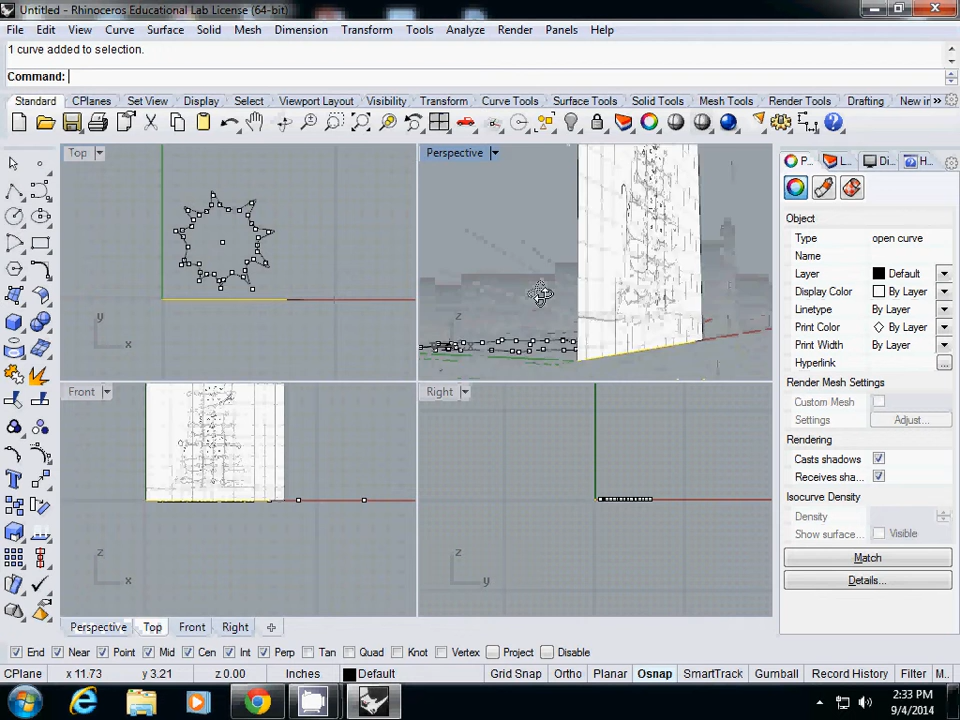 Untitled - Rhinoceros Educational Lab License (64-bit)
File Edit View Curve Surface Solid Mesh Dimension Transform Tools Analyze Render Panels Help
1 curve added to selection.
Command:
Standard CPlanes Set View Display Select Viewport Layout Visibility Transform Curve Tools Surface Tools Solid Tools Mesh Tools Render Tools Drafting New in »
Top
Perspective
P... L... Di... H...
Object
Type open curve
Name
Layer Default
Display Color By Layer
Linetype By Layer
Print Color By Layer
Print Width By Layer
Hyperlink ...
Render Mesh Settings
Custom Mesh
Settings Adjust...
Rendering
Casts shadows
Receives sha...
Isocurve Density
Density
Show surface... Visible
Match
Details...
y
x
z
Front
Right
z
x
z
y
Perspective Top Front Right
End Near Point Mid Cen Int Perp Tan Quad Knot Vertex Project Disable
CPlane x 11.73 y 3.21 z 0.00 Inches Default Grid Snap Ortho Planar Osnap SmartTrack Gumball Record History Filter M..
2:33 PM
9/4/2014